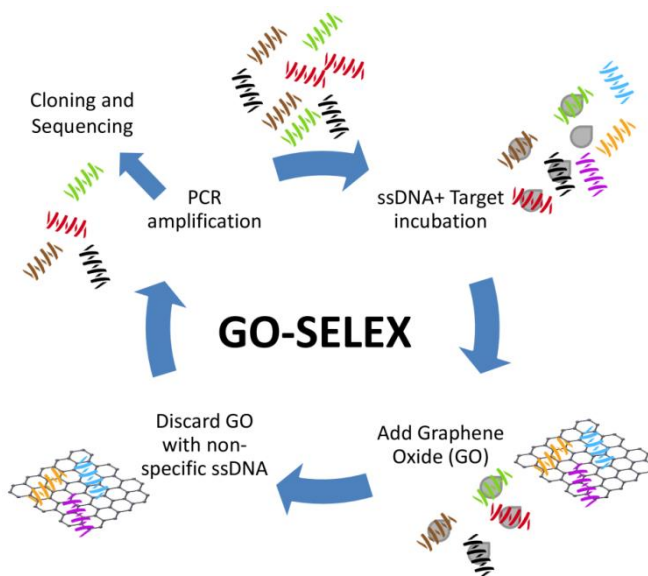 Cloning and
Sequencing
PCR
amplification
ssDNA+ Target
incubation
GO-SELEX
Discard GO
with non-
specific ssDNA
Add Graphene
Oxide (GO)